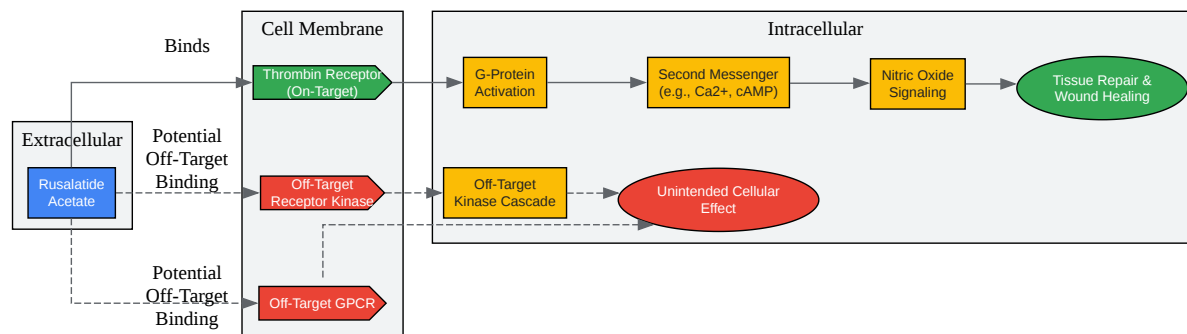 Cell Membrane
Intracellular
Binds
Thrombin Receptor
(On-Target)
G-Protein
Activation
Second Messenger
(e.g., Ca2+, cAMP)
Nitric Oxide
Signaling
Tissue Repair &
Wound Healing
Extracellular
Rusalatide
Acetate
Potential
Off-Target
Binding
Off-Target
Receptor Kinase
Off-Target
Kinase Cascade
Unintended Cellular
Effect
Potential
Off-Target
Binding
Off-Target GPCR